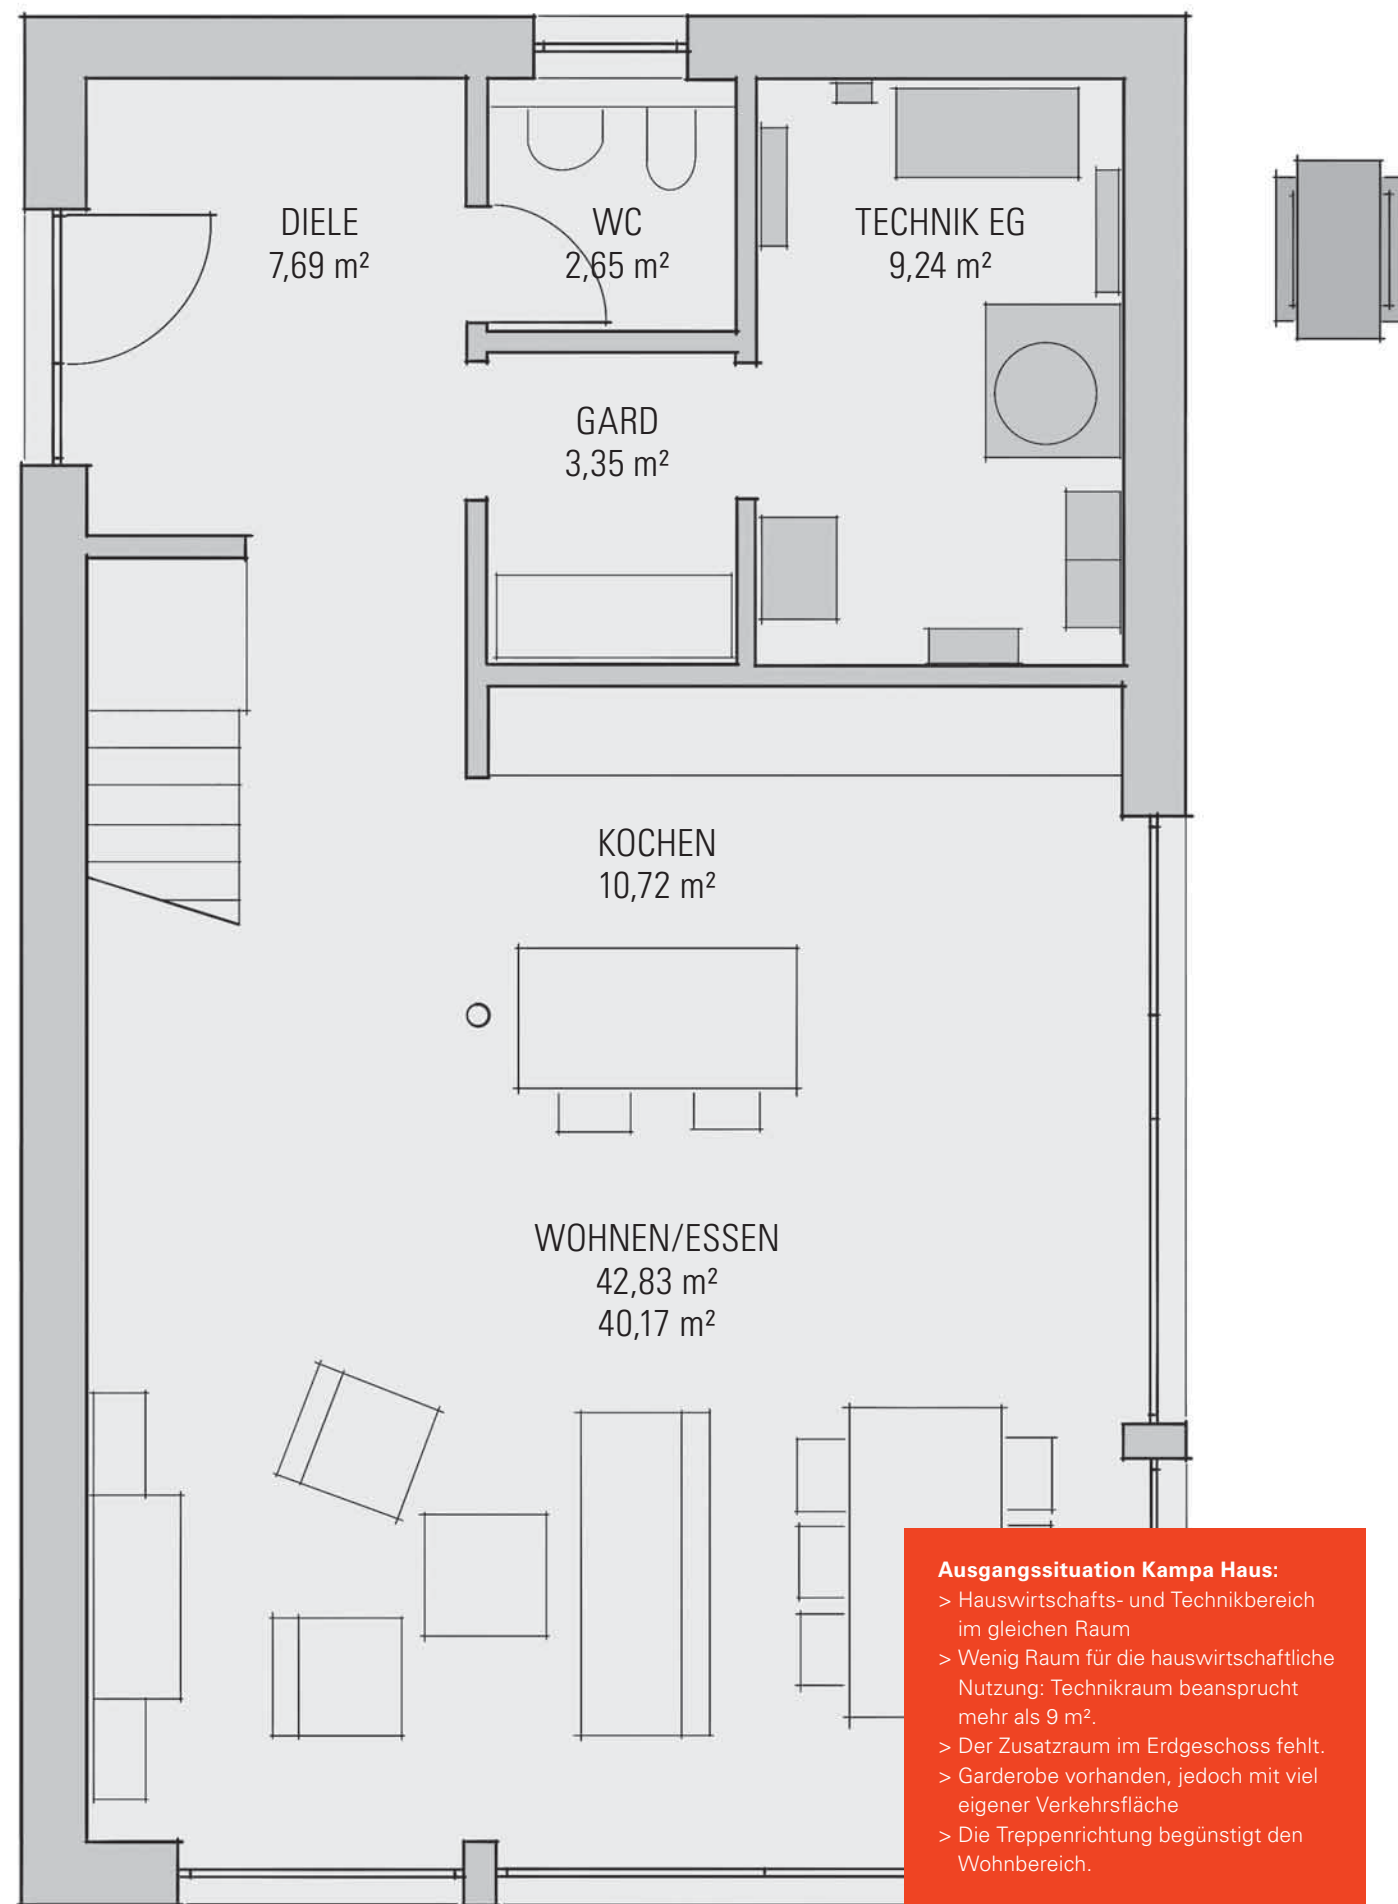 DIELE
7,69 m²
WC
2,65 m²
TECHNIK EG
9,24 m²
GARD
3,35 m²
KOCHEN
10,72 m²
WOHNEN/ESSEN
42,83 m²
40,17 m²
Ausgangssituation Kampa Haus:
> Hauswirtschafts- und Technikbereich
im gleichen Raum
> Wenig Raum für die hauswirtschaftliche
Nutzung: Technikraum beansprucht
mehr als 9 m².
> Der Zusatzraum im Erdgeschoss fehlt.
> Garderobe vorhanden, jedoch mit viel
eigener Verkehrsfläche
> Die Treppenrichtung begünstigt den
Wohnbereich.